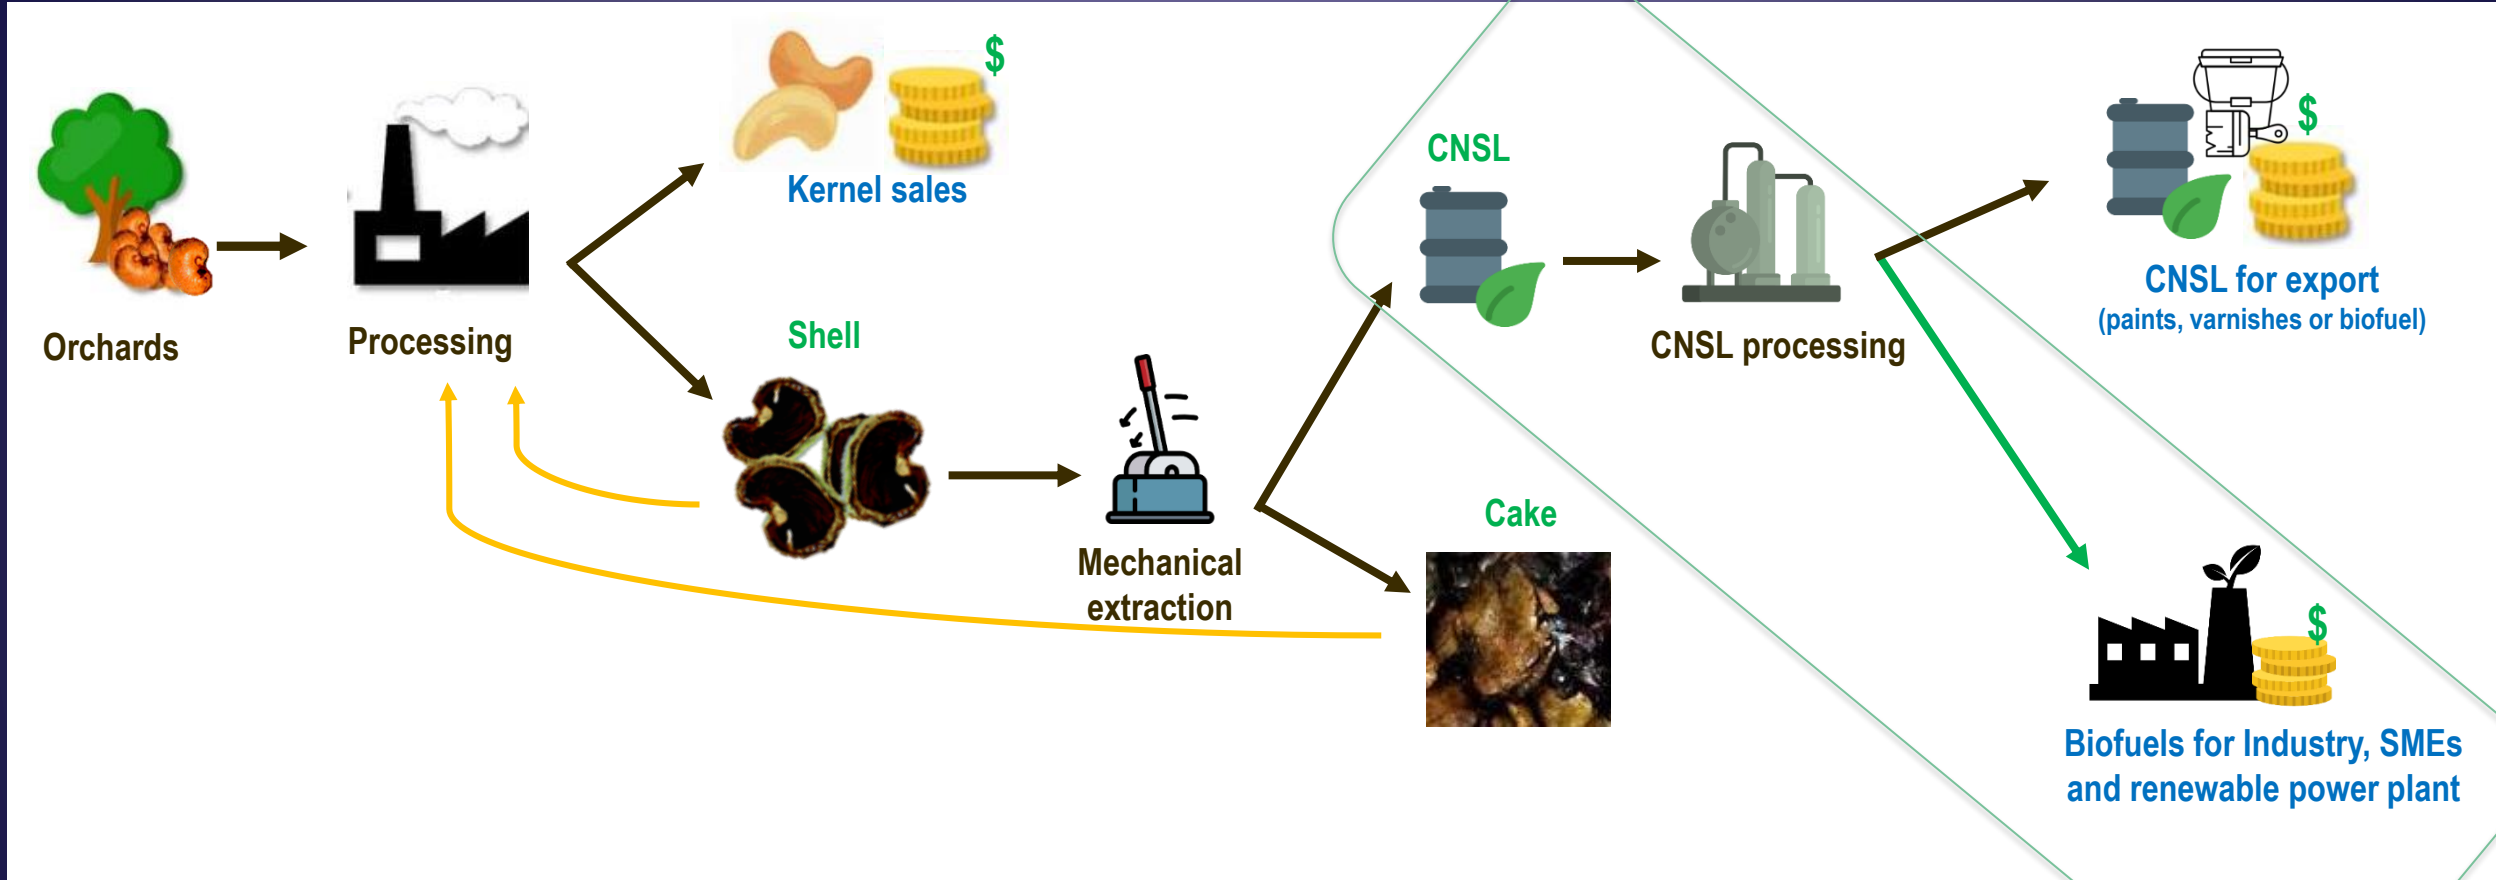 Orchards
Processing
$
Kernel sales
Shell
Mechanical
extraction
CNSL
Cake
CNSL processing
$
CNSL for export
(paints, varnishes or biofuel)
$
Biofuels for Industry, SMEs
and renewable power plant